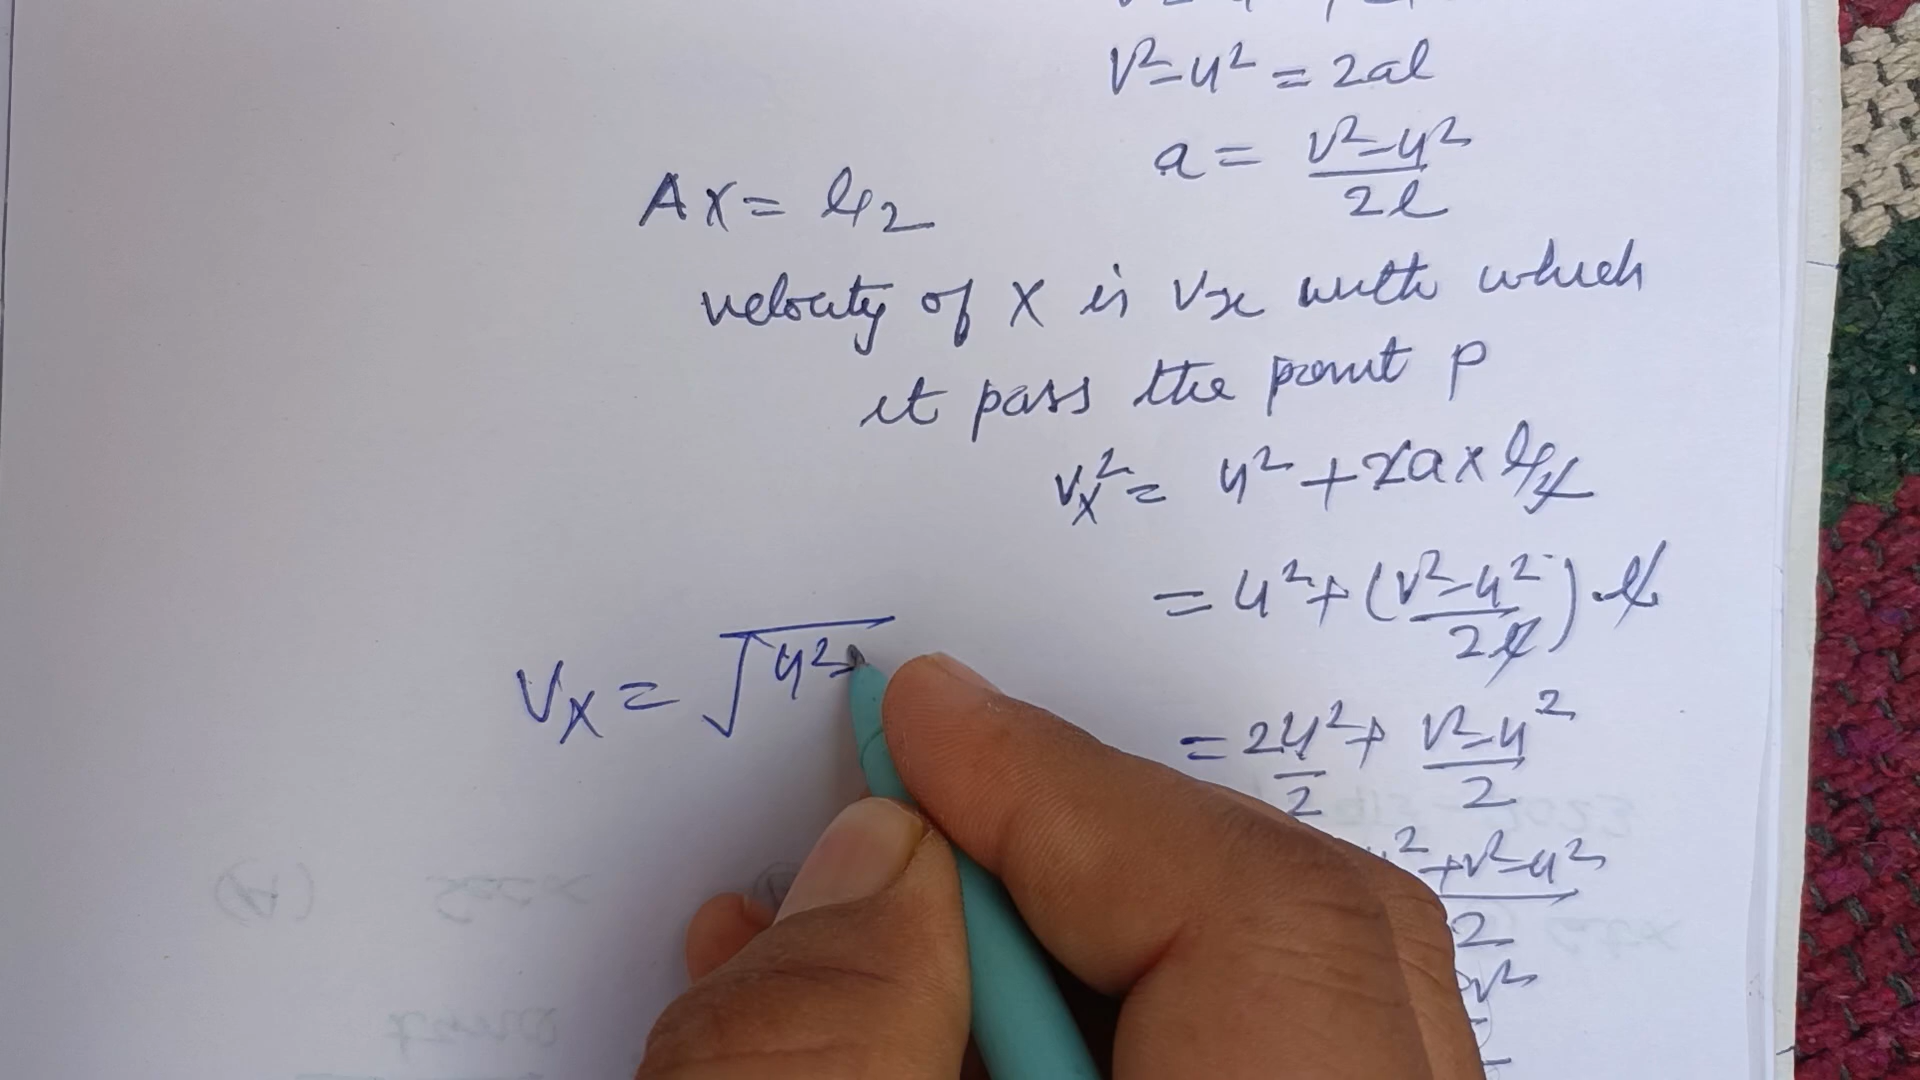 V²-u² = 2al
a = V²-u² / 2l
AX = l/2
velocity of X is Vx with which
it pass the point P
Vx² = u² + 2a x l/2
= u² + (V²-u² / 2l) . l
= 2u²/2 + V²-u² / 2
u² + V²-u² / 2
Vx = √u²